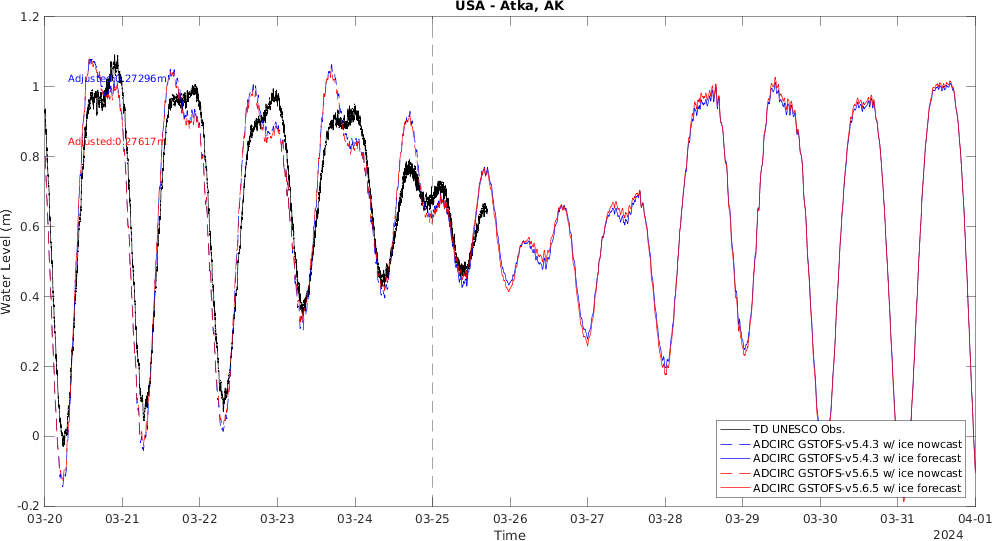 USA - Atka, AK
1.2
1
0.8
0.6
0.4
0.2
0
-0.2
Water Level (m)
Adjusted:0.27296m
Adjusted:0.27617m
TD UNESCO Obs.
ADCIRC GSTOFS-v5.4.3 w/ ice nowcast
ADCIRC GSTOFS-v5.4.3 w/ ice forecast
ADCIRC GSTOFS-v5.6.5 w/ ice nowcast
ADCIRC GSTOFS-v5.6.5 w/ ice forecast
03-20 03-21 03-22 03-23 03-24 03-25 03-26 03-27 03-28 03-29 03-30 03-31 04-01
Time
2024